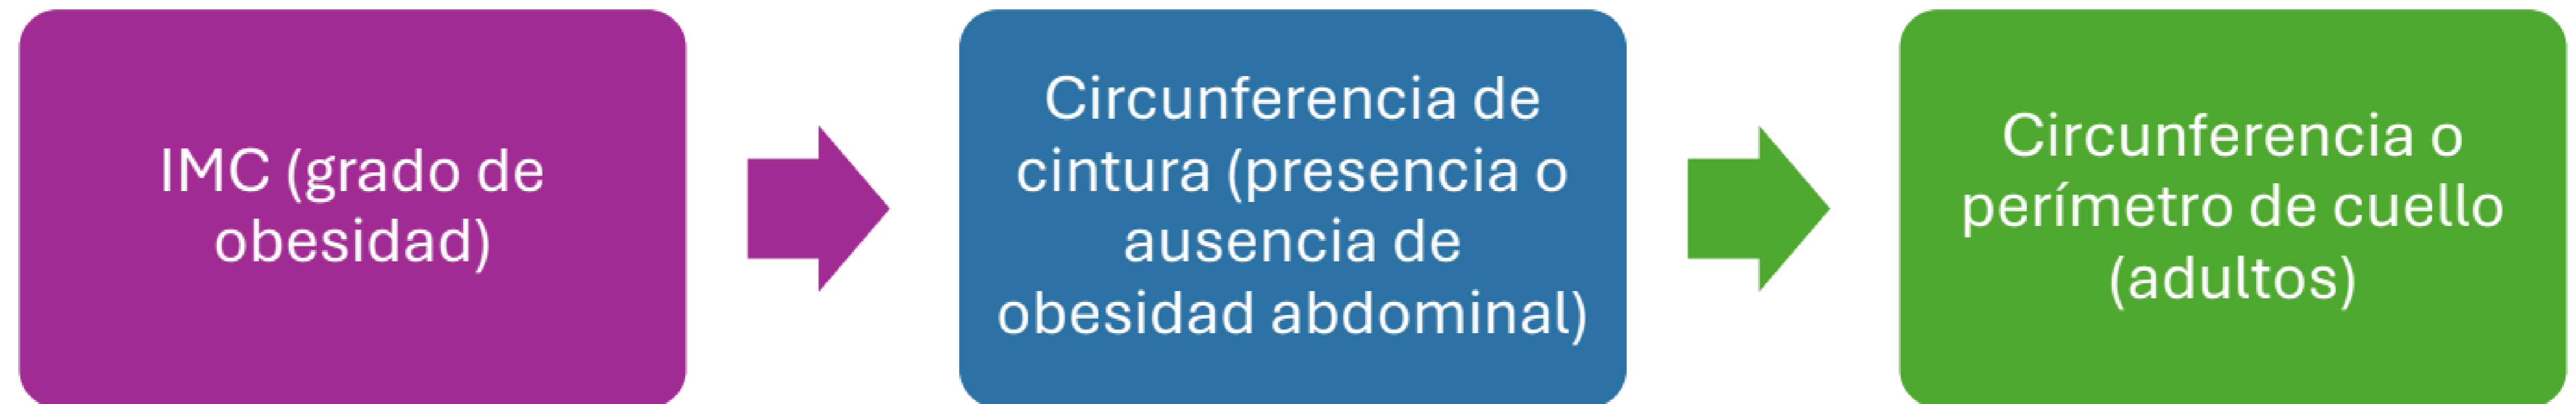 IMC (grado de
obesidad)
Circunferencia de
cintura (presencia o
ausencia de
obesidad abdominal)
Circunferencia o
perímetro de cuello
(adultos)